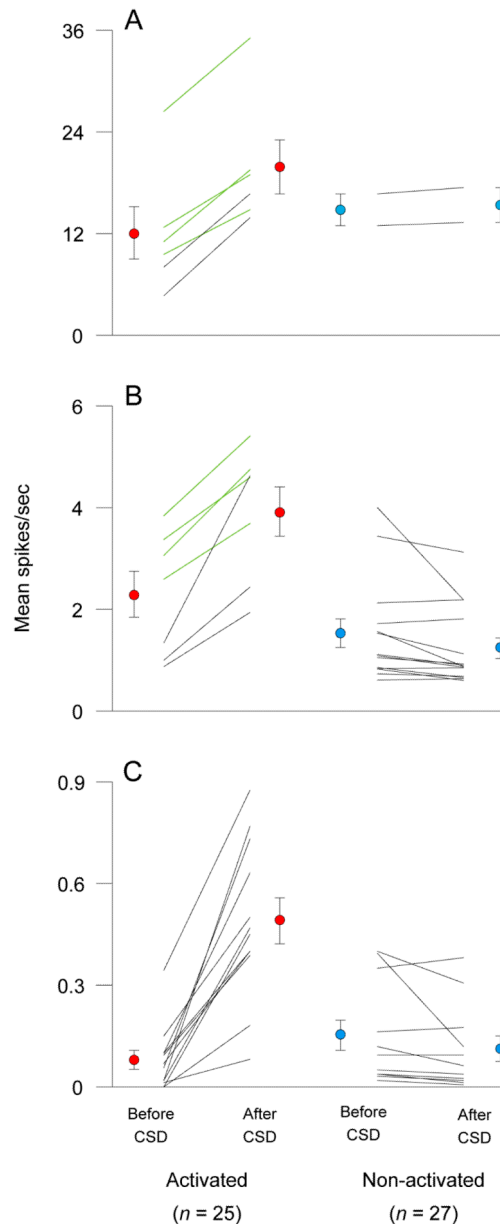 A
36
24
12
0
B
6
4
2
0
Mean spikes/sec
C
0.9
0.6
0.3
0
Before CSD
After CSD
Before CSD
After CSD
Activated
Non-activated
(n = 25)
(n = 27)